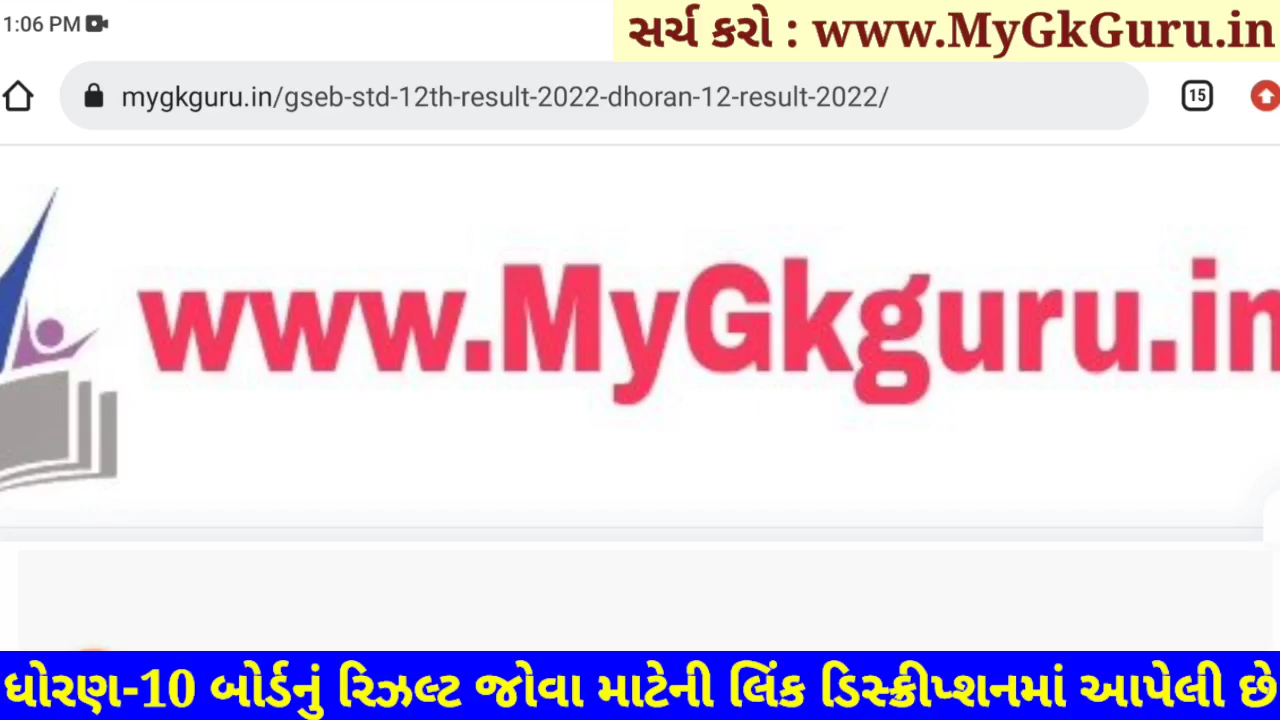 1:06 PM
સર્ચ કરો : www.MyGkGuru.in
mygkguru.in/gseb-std-12th-result-2022-dhoran-12-result-2022/
15
www.MyGkguru.in
ધોરણ-10 બોર્ડનું રિઝલ્ટ જોવા માટેની લિંક ડિસ્ક્રીપ્શનમાં આપેલી છે